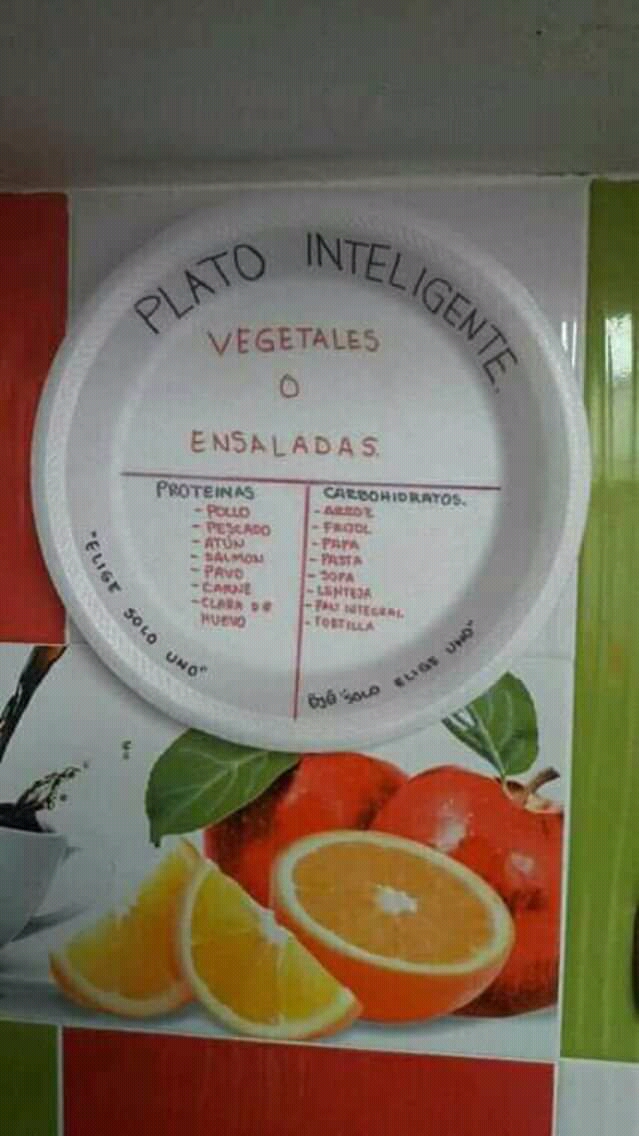 PLATO INTELIGENTE.
VEGETALES
O
ENSALADAS.
PROTEINAS
- POLLO
- PESCADO
- ATÚN
- SALMON
- PAVO
- CARNE
- CLARA DE
HUEVO
"ELIGE SOLO UNO"
CARBOHIDRATOS.
- ARROZ
- FRIJOL
- PAPA
- PASTA
- SOPA
- LENTEJA
- PAN INTEGRAL
- TORTILLA
"SOLO ELIGE UNO"